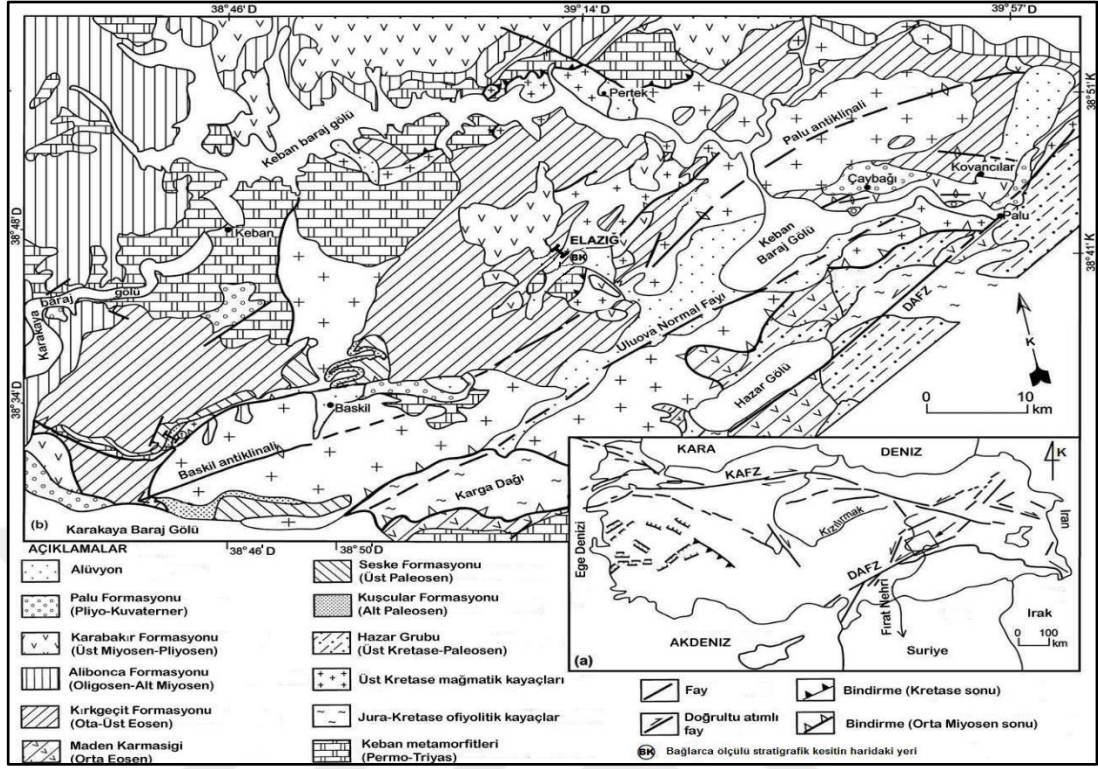 38°46' D
39°14' D
39°57' D
38°51' K
Pertek
Keban baraj gölü
Palu antiklinali
Kovancılar
Çaybağı
Palu
38°48' D
Keban
ELAZIĞ
BK
Keban
Baraj Gölü
38°41' D
Karakaya
baraj gölü
Uluova Normal Fayı
DAFZ
Hazar Gölü
K
0 10
km
38°34' D
Baskil
Baskil antiklinali
Karga Dağı
(b)
Karakaya Baraj Gölü
38°46' D
38°50' D
KARA
DENIZ
K
KAFZ
Kızılırmak
Ege Denizi
Iran
DAFZ
Fırat Nehri
Irak
0 100
km
AKDENIZ
Suriye
(a)
AÇIKLAMALAR
Alüvyon
Palu Formasyonu
(Pliyo-Kuvaterner)
Karabakır Formasyonu
(Üst Miyosen-Pliyosen)
Alibonca Formasyonu
(Oligosen-Alt Miyosen)
Kırkgeçit Formasyonu
(Ota-Üst Eosen)
Maden Karmasigi
(Orta Eosen)
Seske Formasyonu
(Üst Paleosen)
Kuşcular Formasyonu
(Alt Paleosen)
Hazar Grubu
(Üst Kretase-Paleosen)
Üst Kretase mağmatik kayaçları
Jura-Kretase ofiyolitik kayaçlar
Keban metamorfitleri
(Permo-Triyas)
Fay
Doğrultu atımlı
fay
Bindirme (Kretase sonu)
Bindirme (Orta Miyosen sonu)
BK Bağlarca ölçülü stratigrafik kesitin haridaki yeri